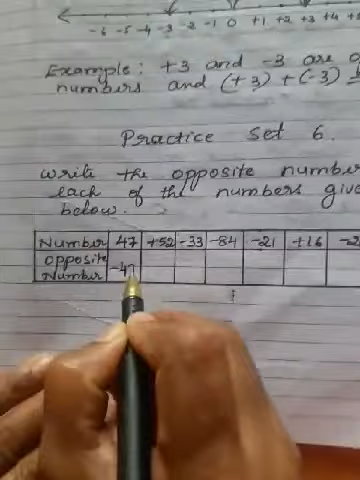 -6 -5 -4 -3 -2 -1 0 +1 +2 +3 +4
Example: +3 and -3 are
numbers and (+3)+(-3)
Practice set 6.
write the opposite number
each of the numbers give
below.
Number 47 +52 -33 -84 -21 +16
Opposite
Number -47